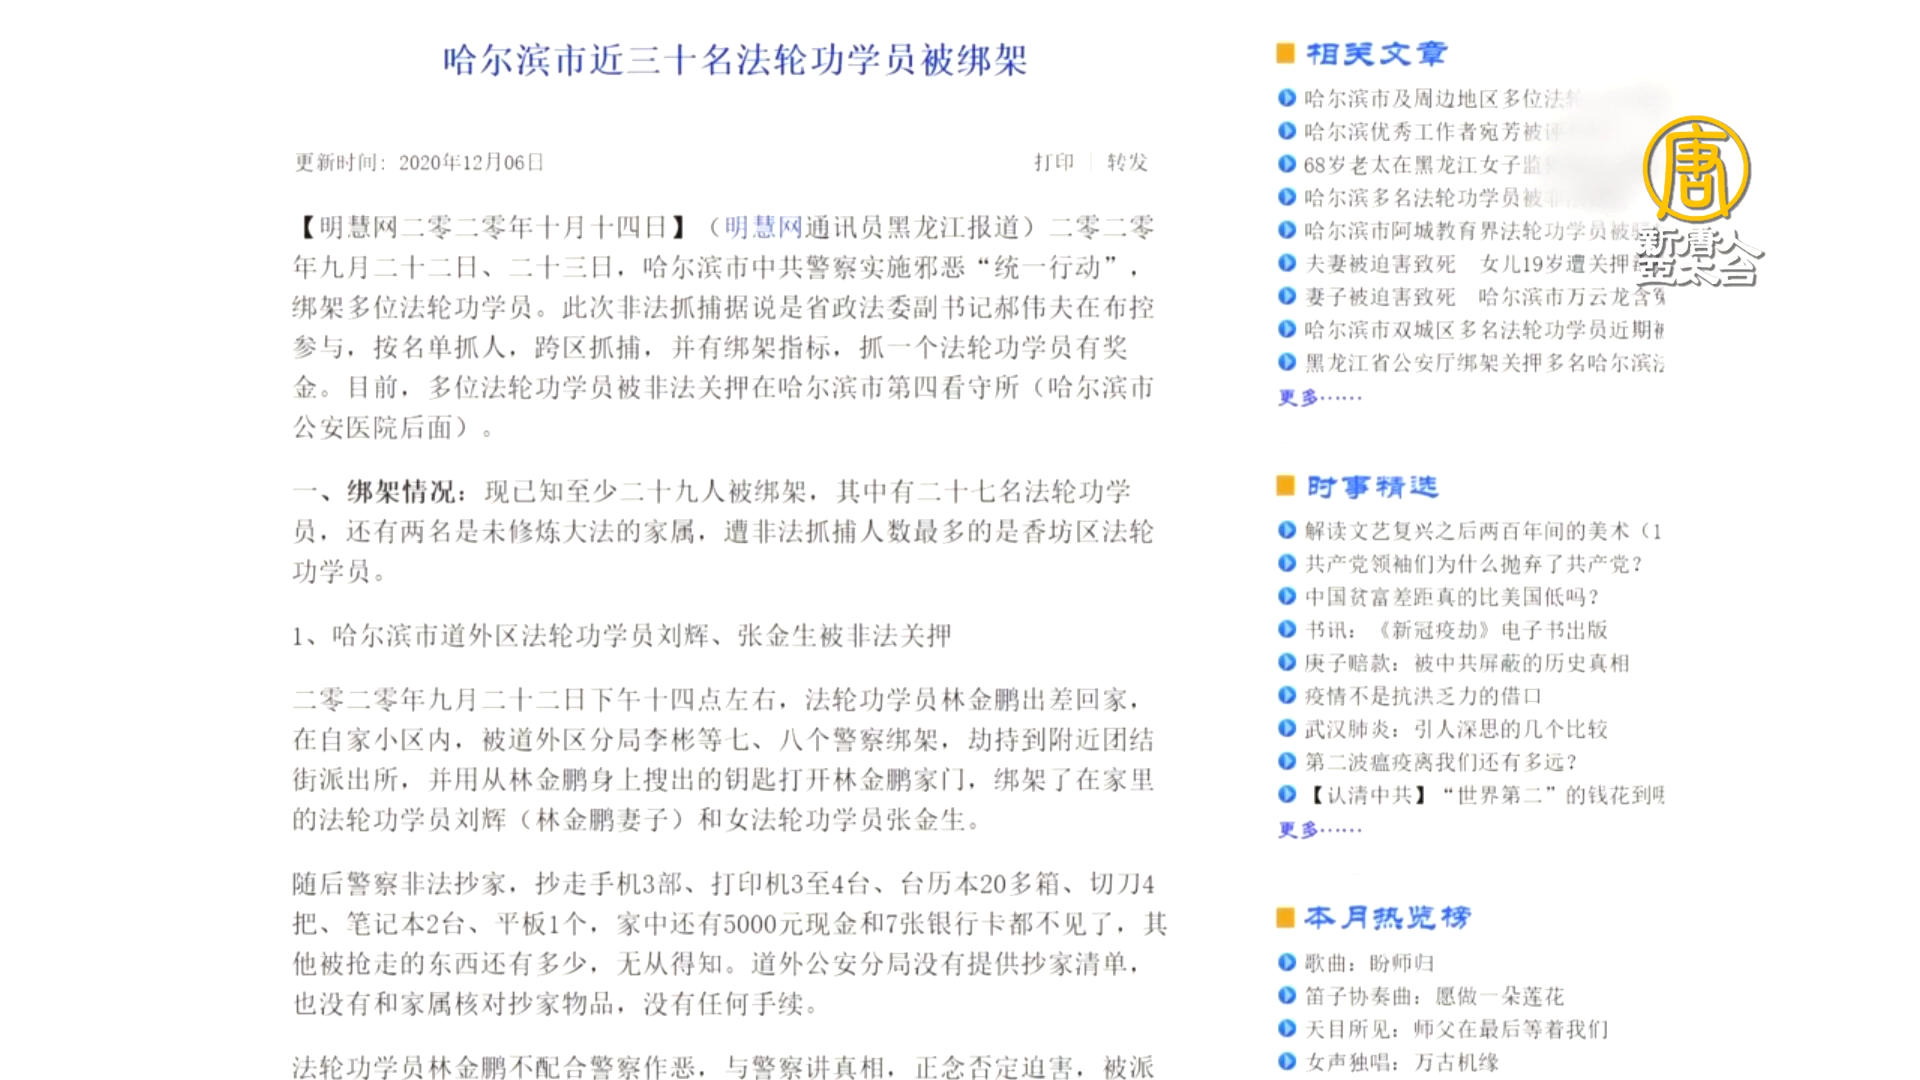 哈尔滨市近三十名法轮功学员被绑架
更新时间：2020年12月06日
打印 | 转发
【明慧网二零二零年十月十四日】（明慧网通讯员黑龙江报道）二零二零
年九月二十二日、二十三日，哈尔滨市中共警察实施邪恶“统一行动”，
绑架多位法轮功学员。此次非法抓捕据说是省政法委副书记郝伟夫在布控
参与，按名单抓人，跨区抓捕，并有绑架指标，抓一个法轮功学员有奖
金。目前，多位法轮功学员被非法关押在哈尔滨市第四看守所（哈尔滨市
公安医院后面）。
一、绑架情况：现已知至少二十九人被绑架，其中有二十七名法轮功学
员，还有两名是未修炼大法的家属，遭非法抓捕人数最多的是香坊区法轮
功学员。
1、哈尔滨市道外区法轮功学员刘辉、张金生被非法关押
二零二零年九月二十二日下午十四点左右，法轮功学员林金鹏出差回家，
在自家小区内，被道外区分局李彬等七、八个警察绑架，劫持到附近团结
街派出所，并用从林金鹏身上搜出的钥匙打开林金鹏家门，绑架了在家里
的法轮功学员刘辉（林金鹏妻子）和女法轮功学员张金生。
随后警察非法抄家，抄走手机3部、打印机3至4台、台历本20多箱、切刀4
把、笔记本2台、平板1个，家中还有5000元现金和7张银行卡都不见了，其
他被抢走的东西还有多少，无从得知。道外公安分局没有提供抄家清单，
也没有和家属核对抄家物品，没有任何手续。
法轮功学员林金鹏不配合警察作恶，与警察讲真相，正念否定迫害，被派
相关文章
哈尔滨市及周边地区多位法轮
哈尔滨优秀工作者宛芳被
68岁老太在黑龙江女子监
哈尔滨多名法轮功学员被非
哈尔滨市阿城教育界法轮功学员被
夫妻被迫害致死 女儿19岁遭关押
妻子被迫害致死 哈尔滨市万云龙含冤
哈尔滨市双城区多名法轮功学员近期被
黑龙江省公安厅绑架关押多名哈尔滨法
更多……
时事精选
解读文艺复兴之后两百年间的美术（1
共产党领袖们为什么抛弃了共产党？
中国贫富差距真的比美国低吗？
书讯：《新冠疫劫》电子书出版
庚子赔款：被中共屏蔽的历史真相
疫情不是抗洪乏力的借口
武汉肺炎：引人深思的几个比较
第二波瘟疫离我们还有多远？
【认清中共】“世界第二”的钱花到哪
更多……
本月热览榜
歌曲：盼师归
笛子协奏曲：愿做一朵莲花
天目所见：师父在最后等着我们
女声独唱：万古机缘
唐
新唐人
亞太台